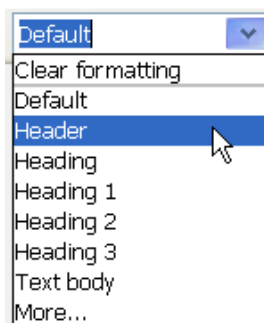 Default
Clear formatting
Default
Header
Heading
Heading 1
Heading 2
Heading 3
Text body
More...